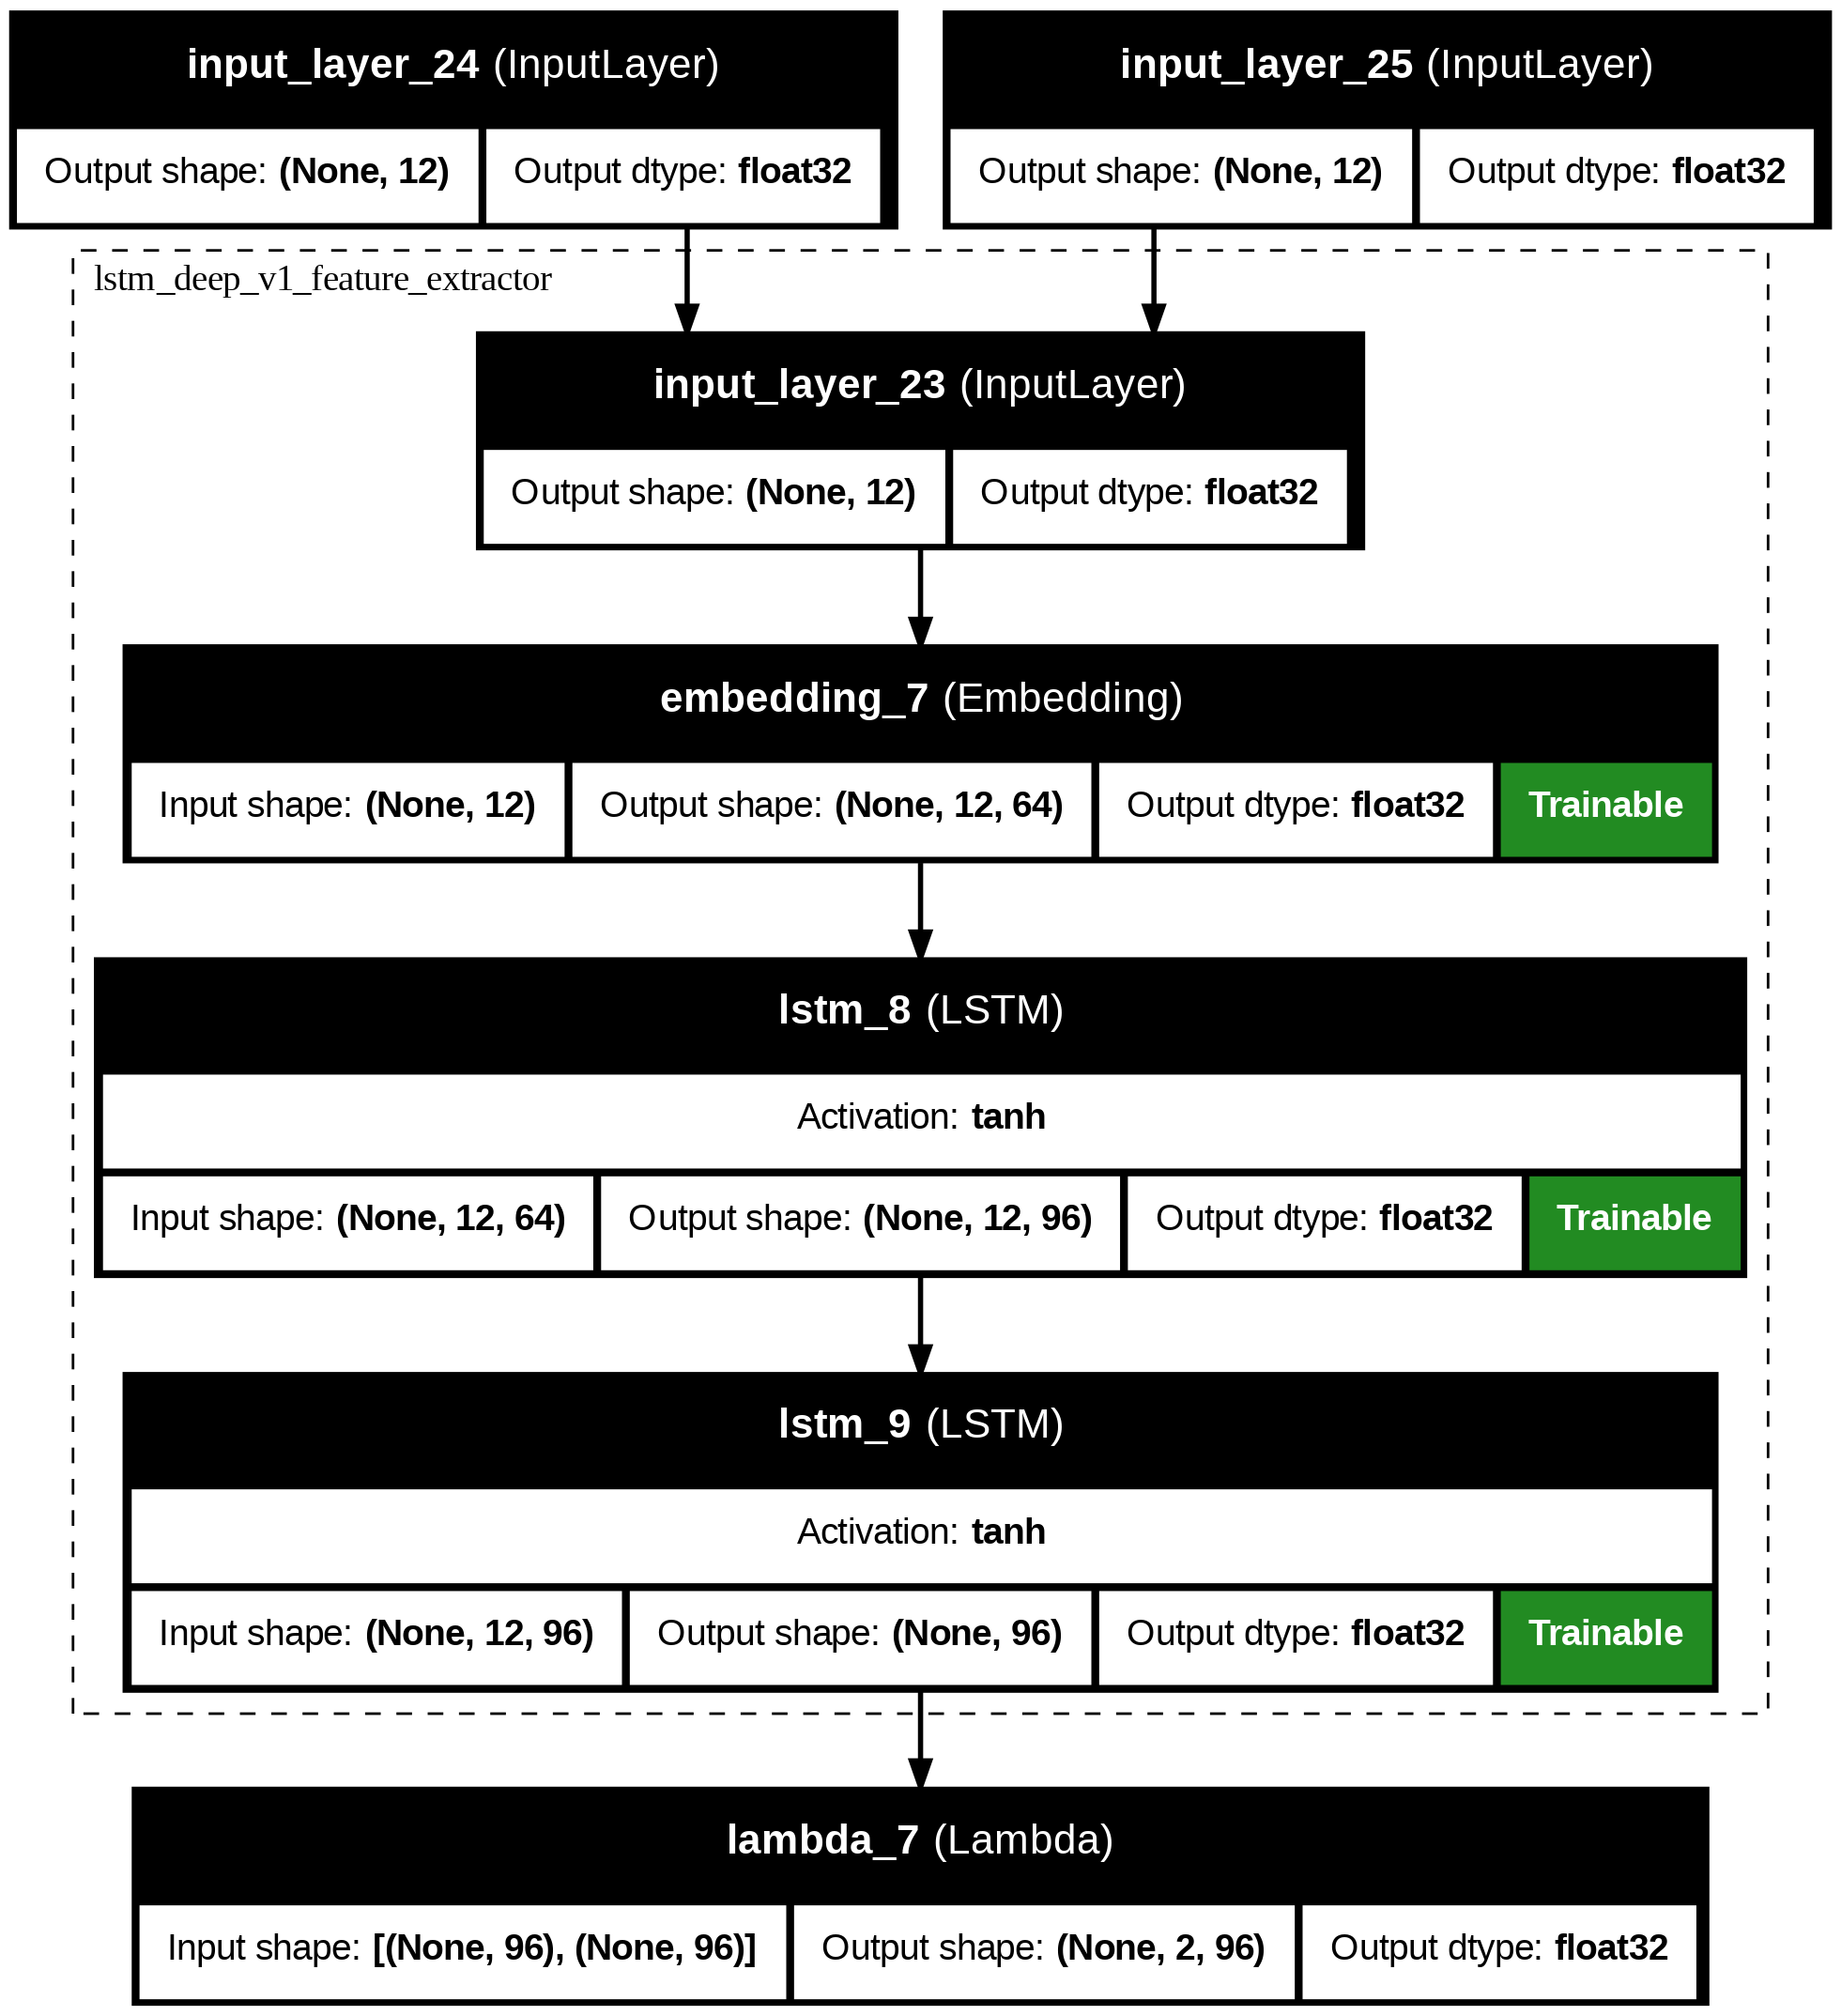 input_layer_24 (InputLayer)
Output shape: (None, 12) Output dtype: float32
input_layer_25 (InputLayer)
Output shape: (None, 12) Output dtype: float32
lstm_deep_v1_feature_extractor
input_layer_23 (InputLayer)
Output shape: (None, 12) Output dtype: float32
embedding_7 (Embedding)
Input shape: (None, 12) Output shape: (None, 12, 64) Output dtype: float32 Trainable
lstm_8 (LSTM)
Activation: tanh
Input shape: (None, 12, 64) Output shape: (None, 12, 96) Output dtype: float32 Trainable
lstm_9 (LSTM)
Activation: tanh
Input shape: (None, 12, 96) Output shape: (None, 96) Output dtype: float32 Trainable
lambda_7 (Lambda)
Input shape: [(None, 96), (None, 96)] Output shape: (None, 2, 96) Output dtype: float32